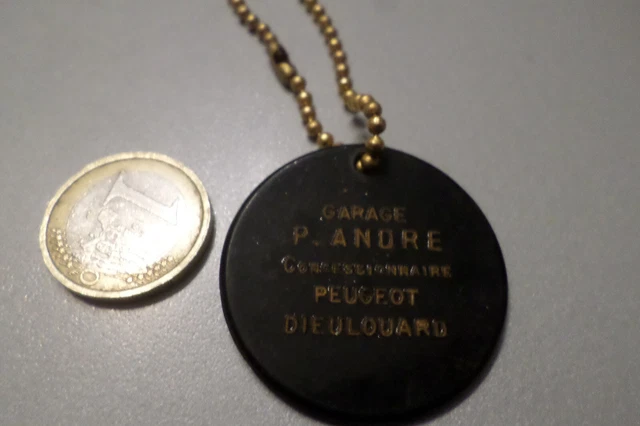 GARAGE
P. ANDRE
CONCESSIONNAIRE
PEUGEOT
DIEULOUARD
1